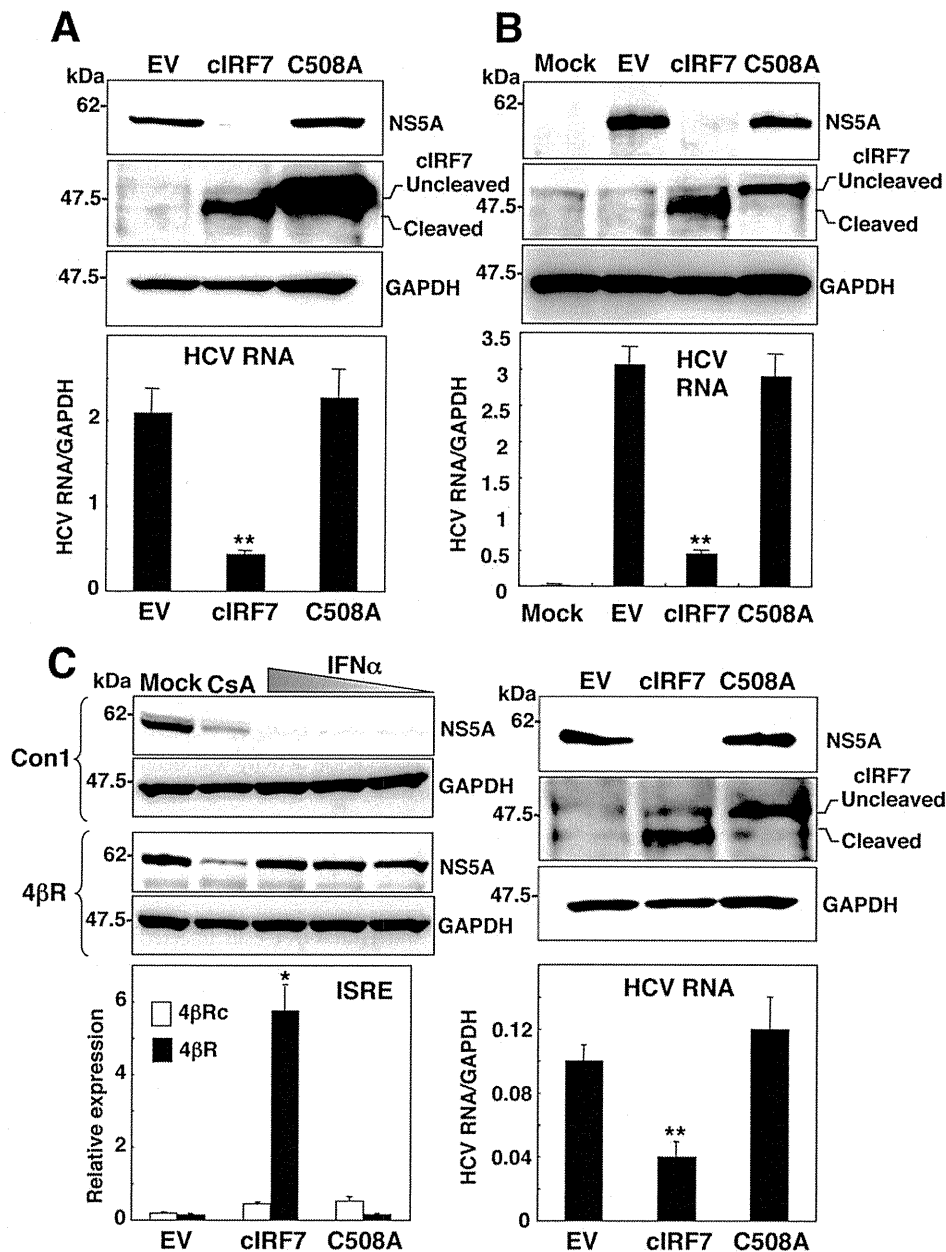 A
EV cIRF7 C508A
kDa
62
NS5A
cIRF7
Uncleaved
47.5
Cleaved
47.5
GAPDH
HCV RNA
HCV RNA/GAPDH
2
1
0
**
EV cIRF7 C508A
B
Mock EV cIRF7 C508A
kDa
62
NS5A
cIRF7
Uncleaved
47.5
Cleaved
47.5
GAPDH
HCV
RNA
HCV RNA/GAPDH
3.5
3
2.5
2
1.5
1
0.5
0
**
Mock EV cIRF7 C508A
C
IFNα
kDa Mock CsA
Con1
62
NS5A
47.5
GAPDH
4βR
62
NS5A
47.5
GAPDH
ISRE
4βRc
4βR
Relative expression
6
4
2
0
*
EV cIRF7 C508A
EV cIRF7 C508A
kDa
62
NS5A
cIRF7
Uncleaved
47.5
Cleaved
47.5
GAPDH
HCV RNA
HCV RNA/GAPDH
0.12
0.08
0.04
0
**
EV cIRF7 C508A